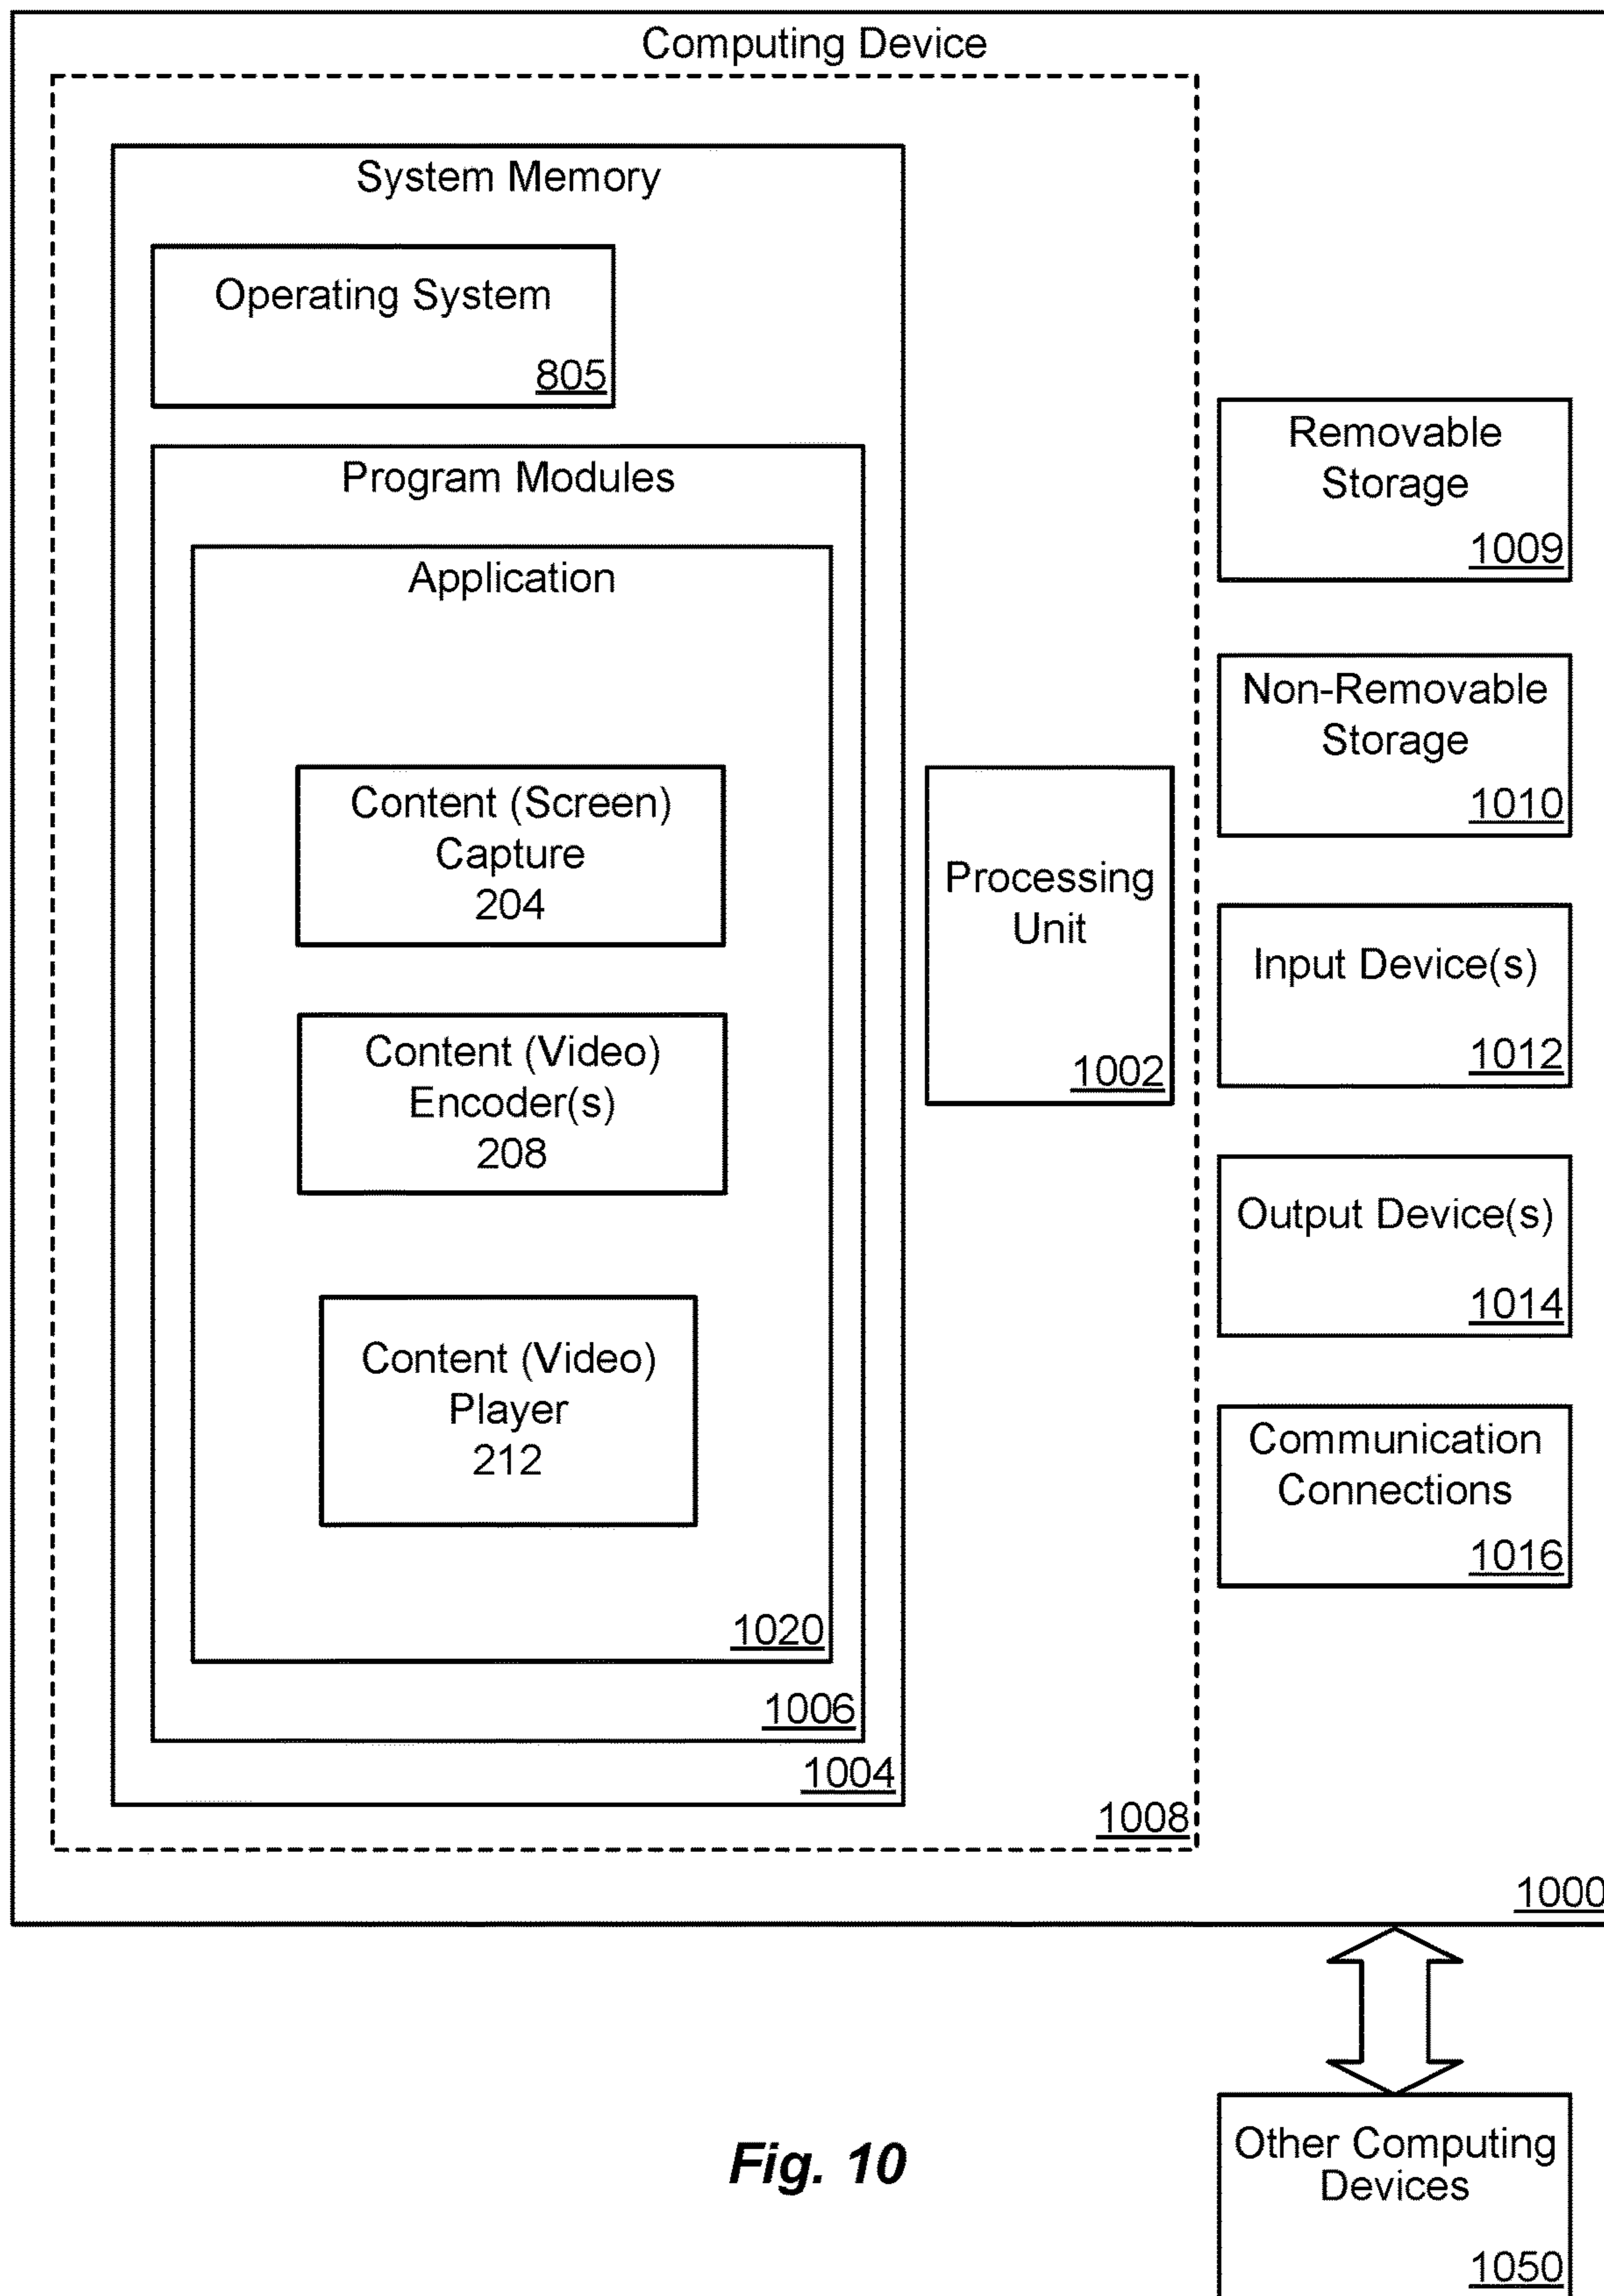 Computing Device
System Memory
Operating System
805
Program Modules
Application
Content (Screen)
Capture
204
Content (Video)
Encoder(s)
208
Content (Video)
Player
212
1020
1006
1004
Processing
Unit
1002
1008
Removable
Storage
1009
Non-Removable
Storage
1010
Input Device(s)
1012
Output Device(s)
1014
Communication
Connections
1016
1000
Other Computing
Devices
1050
Fig. 10